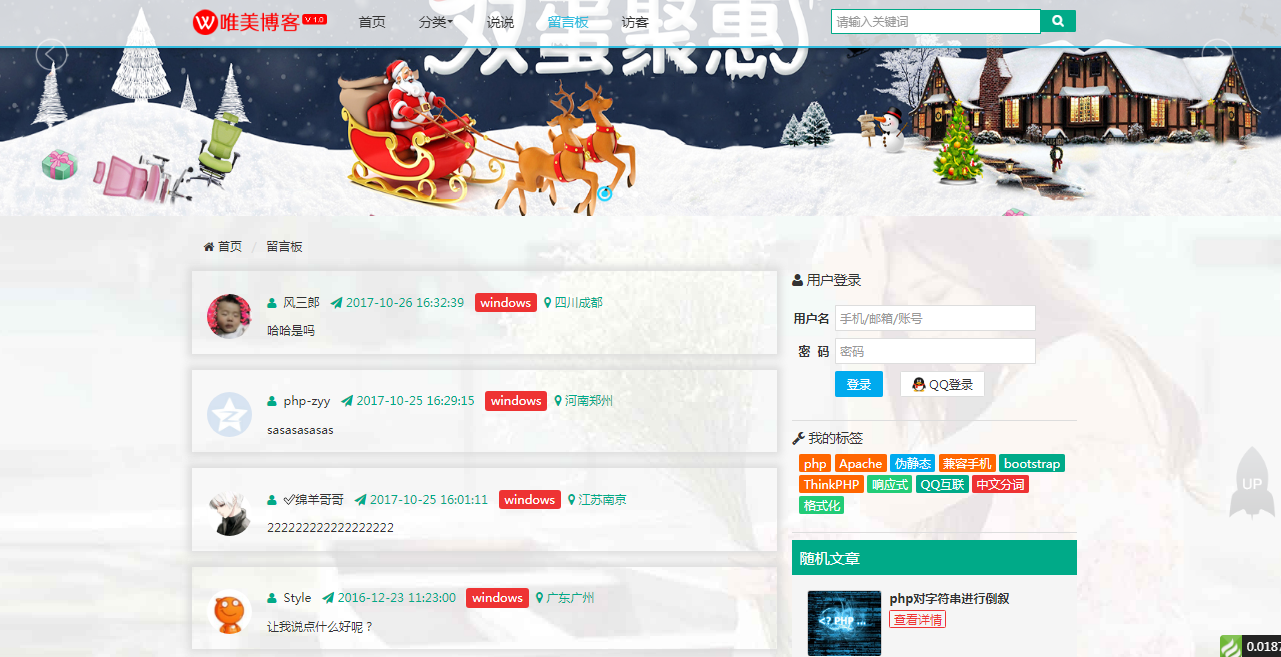 唯美博客 V 1.0 首页 分类 说说 留言板 访客 请输入关键词
双蛋聚惠
首页 / 留言板
风三郎 2017-10-26 16:32:39 windows 四川成都
哈哈是吗
php-zyy 2017-10-25 16:29:15 windows 河南郑州
sasasasasas
绵羊哥哥 2017-10-25 16:01:11 windows 江苏南京
222222222222222222
Style 2016-12-23 11:23:00 windows 广东广州
让我说点什么好呢？
用户登录
用户名 手机/邮箱/账号
密 码 密码
登录 QQ登录
我的标签
php Apache 伪静态 兼容手机 bootstrap
ThinkPHP 响应式 QQ互联 中文分词
格式化
随机文章
<? PHP ...
php对字符串进行倒叙
查看详情
UP
0.0187